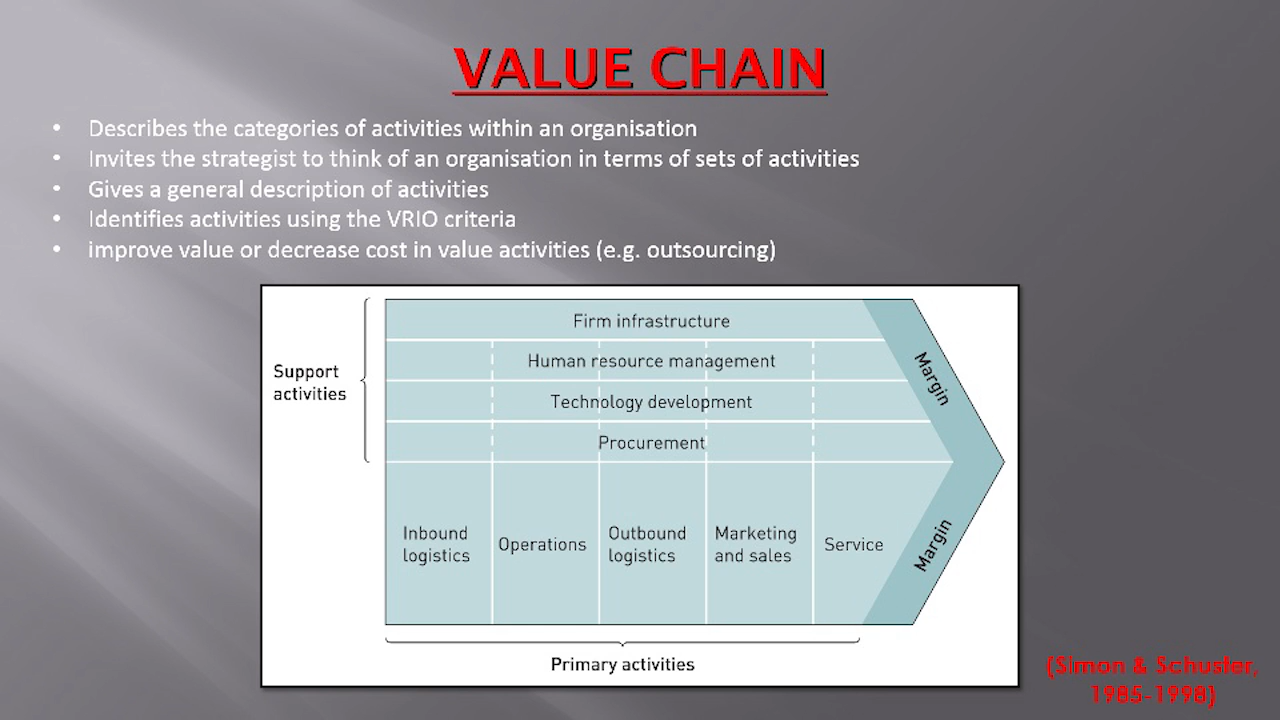 VALUE CHAIN
• Describes the categories of activities within an organisation
• Invites the strategist to think of an organisation in terms of sets of activities
• Gives a general description of activities
• Identifies activities using the VRIO criteria
• improve value or decrease cost in value activities (e.g. outsourcing)
Support
activities
Firm infrastructure
Human resource management
Technology development
Procurement
Margin
Inbound
logistics
Operations
Outbound
logistics
Marketing
and sales
Service
Margin
Primary activities
(Simon & Schuster,
1985-1998)